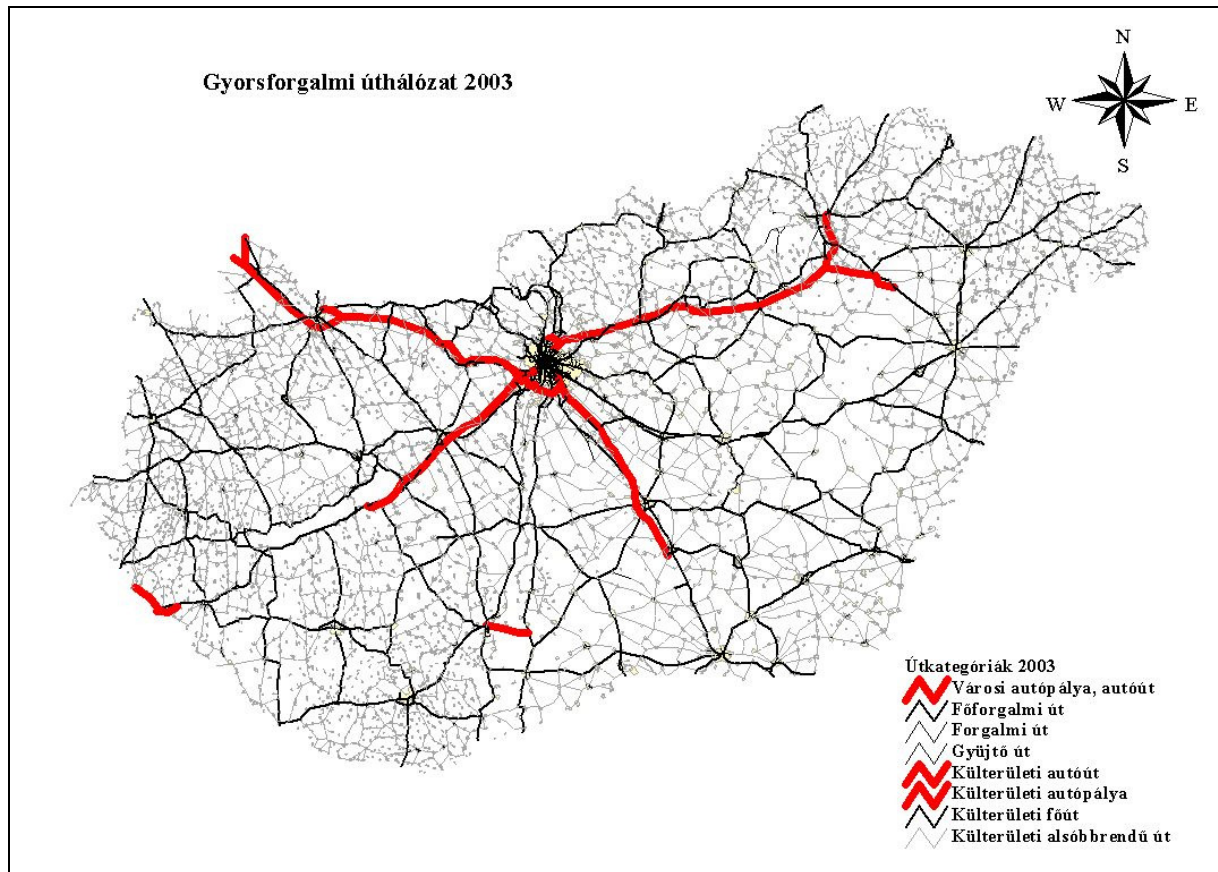 N
Gyorsforgalmi úthálózat 2003
W E
S
Útkategóriák 2003
Városi autópálya, autóút
Főforgalmi út
Forgalmi út
Gyüjtő út
Külterületi autóút
Külterületi autópálya
Külterületi főút
Külterületi alsóbbrendű út